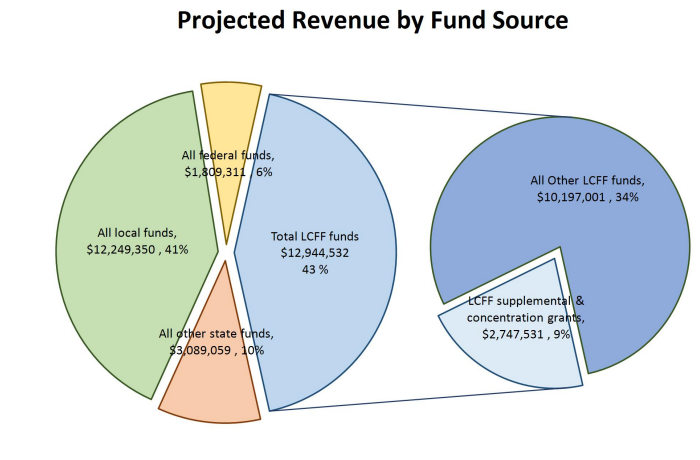 Projected Revenue by Fund Source
All federal funds,
$1,809,311 , 6%
All local funds,
$12,249,350 , 41%
Total LCFF funds
$12,944,532
43 %
All other state funds,
$3,089,059 , 10%
All Other LCFF funds,
$10,197,001 , 34%
LCFF supplemental &
concentration grants,
$2,747,531 , 9%